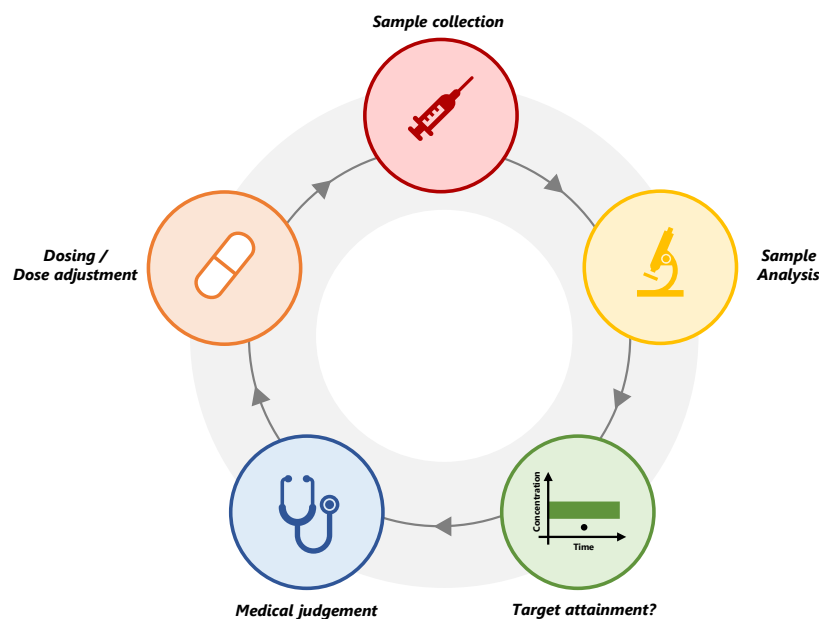 Sample collection
Dosing /
Dose adjustment
Sample
Analysis
Concentration
Time
Medical judgement
Target attainment?